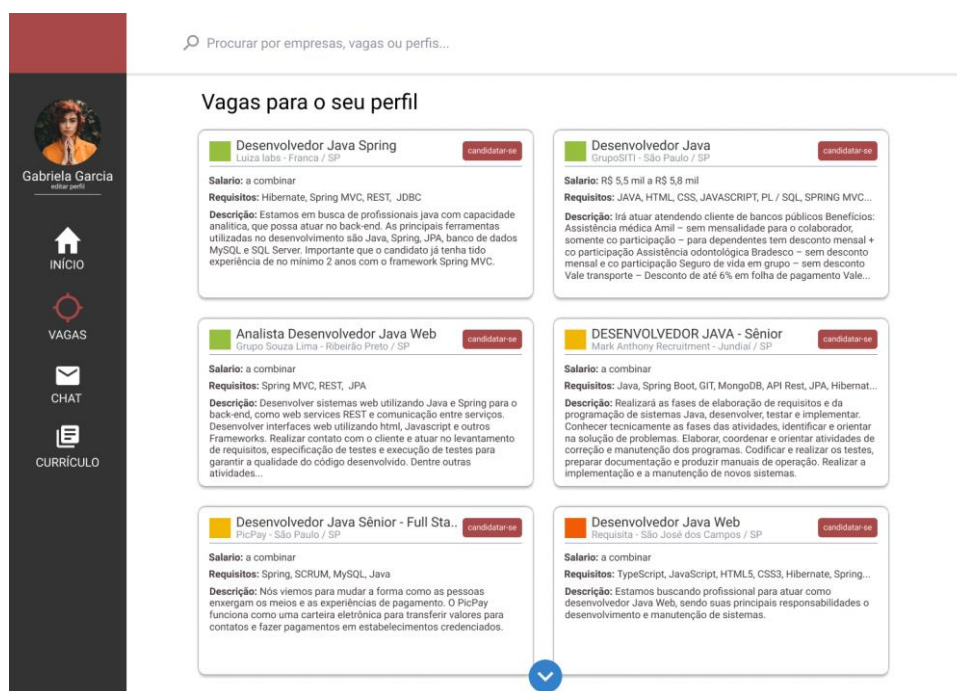 Procurar por empresas, vagas ou perfis...
Gabriela Garcia
editar perfil
INÍCIO
VAGAS
CHAT
CURRÍCULO
Vagas para o seu perfil
Desenvolvedor Java Spring
Luiza labs - Franca / SP
candidatar-se
Salario: a combinar
Requisitos: Hibernate, Spring MVC, REST, JDBC
Descrição: Estamos em busca de profissionais java com capacidade
analitica, que possa atuar no back-end. As principais ferramentas
utilizadas no desenvolvimento são Java, Spring, JPA, banco de dados
MySQL e SQL Server. Importante que o candidato já tenha tido
experiência de no mínimo 2 anos com o framework Spring MVC.
Desenvolvedor Java
GrupoSITI - São Paulo / SP
candidatar-se
Salario: R$ 5,5 mil a R$ 5,8 mil
Requisitos: JAVA, HTML, CSS, JAVASCRIPT, PL / SQL, SPRING MVC...
Descrição: Irá atuar atendendo cliente de bancos públicos Benefícios:
Assistência médica Amil – sem mensalidade para o colaborador,
somente co participação – para dependentes tem desconto mensal +
co participação Assistência odontológica Bradesco – sem desconto
mensal e co participação Seguro de vida em grupo – sem desconto
Vale transporte – Desconto de até 6% em folha de pagamento Vale...
Analista Desenvolvedor Java Web
Grupo Souza Lima - Ribeirão Preto / SP
candidatar-se
Salario: a combinar
Requisitos: Spring MVC, REST, JPA
Descrição: Desenvolver sistemas web utilizando Java e Spring para o
back-end, como web services REST e comunicação entre serviços.
Desenvolver interfaces web utilizando html, Javascript e outros
Frameworks. Realizar contato com o cliente e atuar no levantamento
de requisitos, especificação de testes e execução de testes para
garantir a qualidade do código desenvolvido. Dentre outras
atividades...
DESENVOLVEDOR JAVA - Sênior
Mark Anthony Recruitment - Jundiaí / SP
candidatar-se
Salario: a combinar
Requisitos: Java, Spring Boot, GIT, MongoDB, API Rest, JPA, Hibernat...
Descrição: Realizará as fases de elaboração de requisitos e da
programação de sistemas Java, desenvolver, testar e implementar.
Conhecer tecnicamente as fases das atividades, identificar e orientar
na solução de problemas. Elaborar, coordenar e orientar atividades de
correção e manutenção dos programas. Codificar e realizar os testes,
preparar documentação e produzir manuais de operação. Realizar a
implementação e a manutenção de novos sistemas.
Desenvolvedor Java Sênior - Full Sta..
PicPay - São Paulo / SP
candidatar-se
Salario: a combinar
Requisitos: Spring, SCRUM, MySQL, Java
Descrição: Nós viemos para mudar a forma como as pessoas
enxergam os meios e as experiências de pagamento. O PicPay
funciona como uma carteira eletrônica para transferir valores para
contatos e fazer pagamentos em estabelecimentos credenciados.
Desenvolvedor Java Web
Requisita - São José dos Campos / SP
candidatar-se
Salario: a combinar
Requisitos: TypeScript, JavaScript, HTML5, CSS3, Hibernate, Spring...
Descrição: Estamos buscando profissional para atuar como
desenvolvedor Java Web, sendo suas principais responsabilidades o
desenvolvimento e manutenção de sistemas.